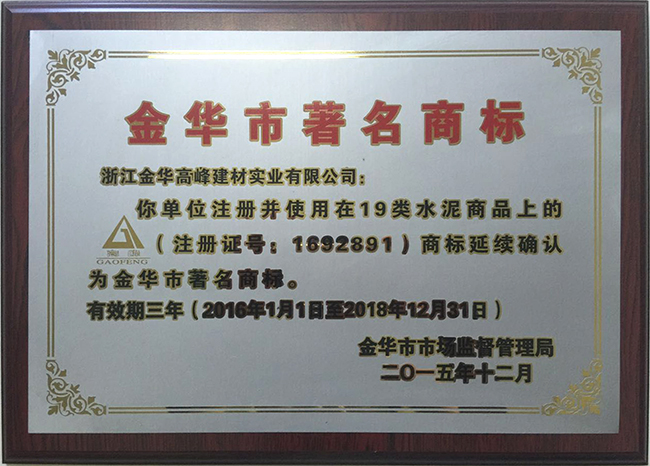 金华市著名商标
浙江金华高峰建材实业有限公司：
你单位注册并使用在19类水泥商品上的
高峰
GAOFENG
（注册证号：1692891）商标延续确认
为金华市著名商标。
有效期三年（2016年1月1日至2018年12月31日）
金华市市场监督管理局
二〇一五年十二月